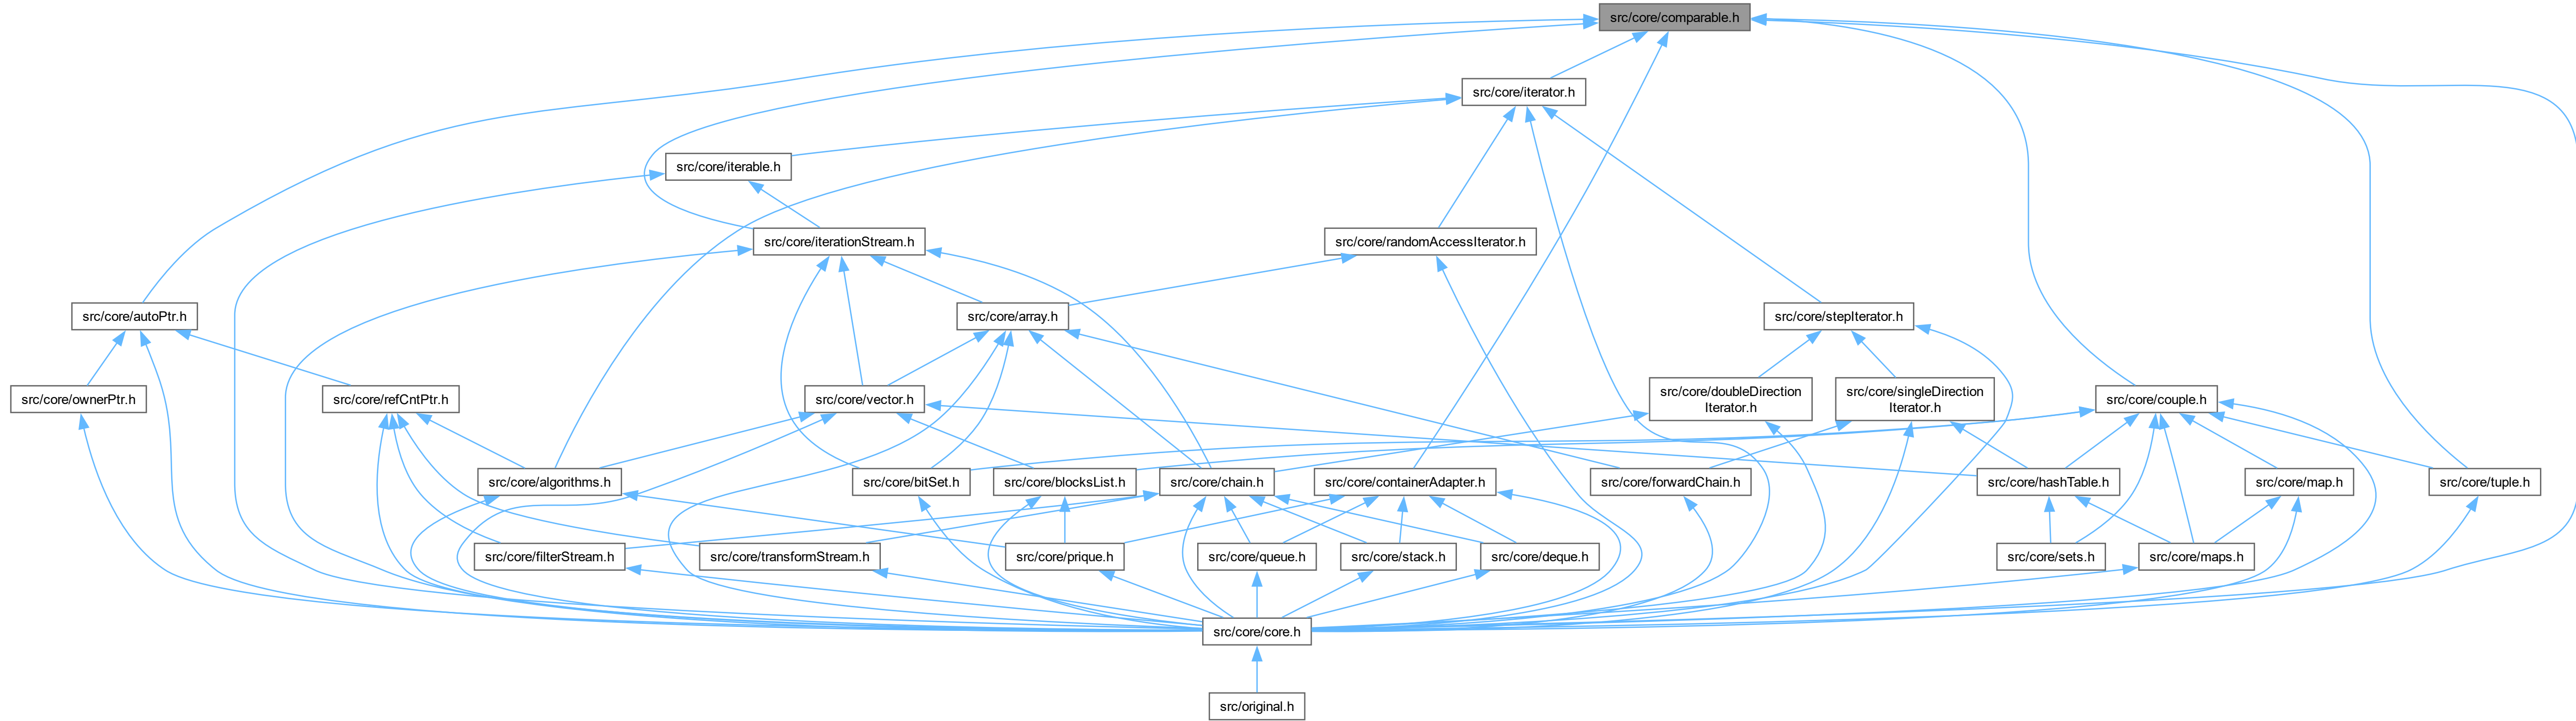 src/core/comparable.h
src/core/iterator.h
src/core/iterable.h
src/core/iterationStream.h
src/core/randomAccessIterator.h
src/core/autoPtr.h
src/core/array.h
src/core/stepIterator.h
src/core/ownerPtr.h
src/core/refCntPtr.h
src/core/vector.h
src/core/doubleDirection
Iterator.h
src/core/singleDirection
Iterator.h
src/core/couple.h
src/core/algorithms.h
src/core/bitSet.h
src/core/blocksList.h
src/core/chain.h
src/core/containerAdapter.h
src/core/forwardChain.h
src/core/hashTable.h
src/core/map.h
src/core/tuple.h
src/core/filterStream.h
src/core/transformStream.h
src/core/prique.h
src/core/queue.h
src/core/stack.h
src/core/deque.h
src/core/sets.h
src/core/maps.h
src/core/core.h
src/original.h